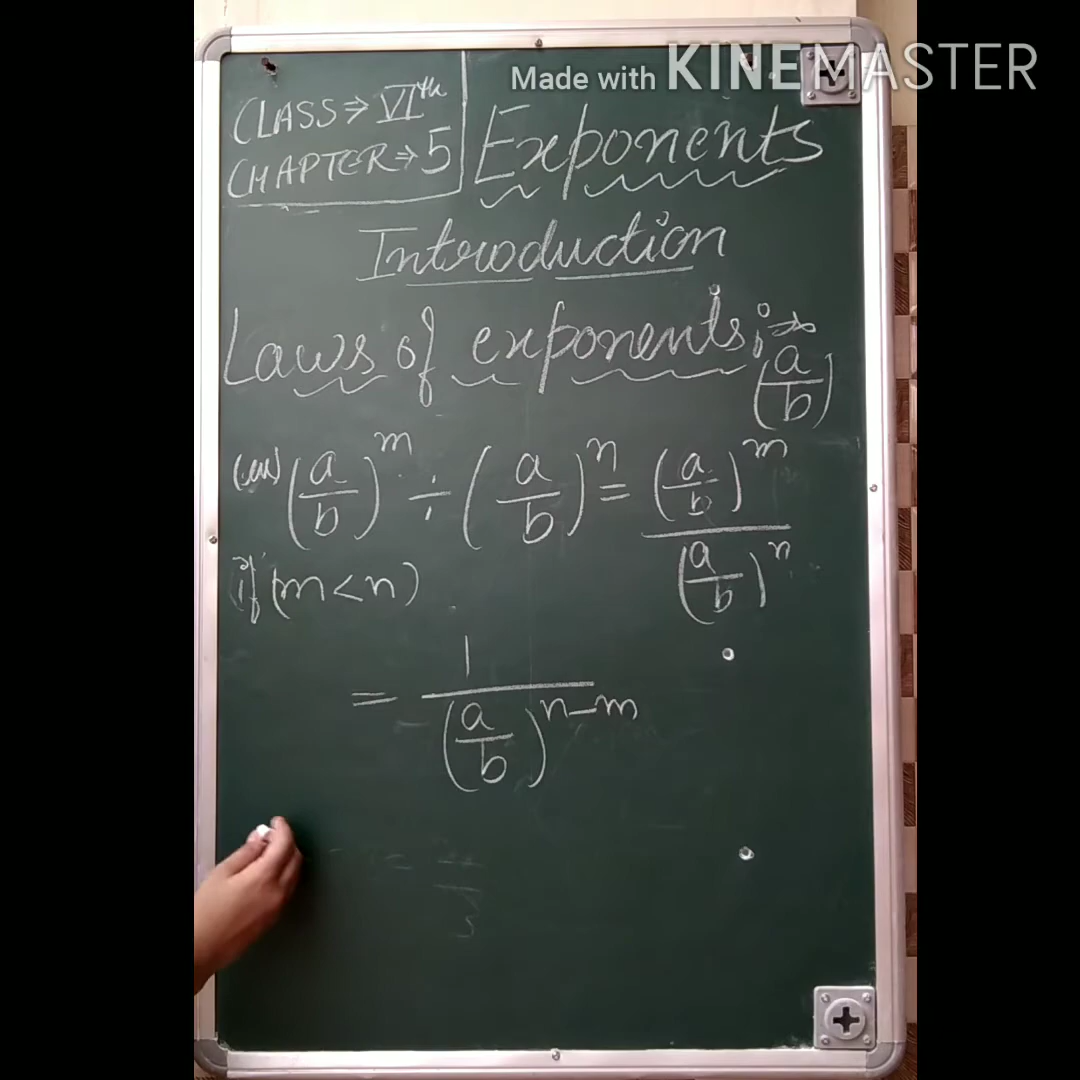 Made with KINEMASTER
CLASS ⇒ VIth
CHAPTER ⇒ 5
Exponents
Introduction
Laws of exponents :⇒
(a/b)
(a/b)^m ÷ (a/b)^n = (a/b)^m / (a/b)^n
if (m < n)
= 1 / (a/b)^n-m